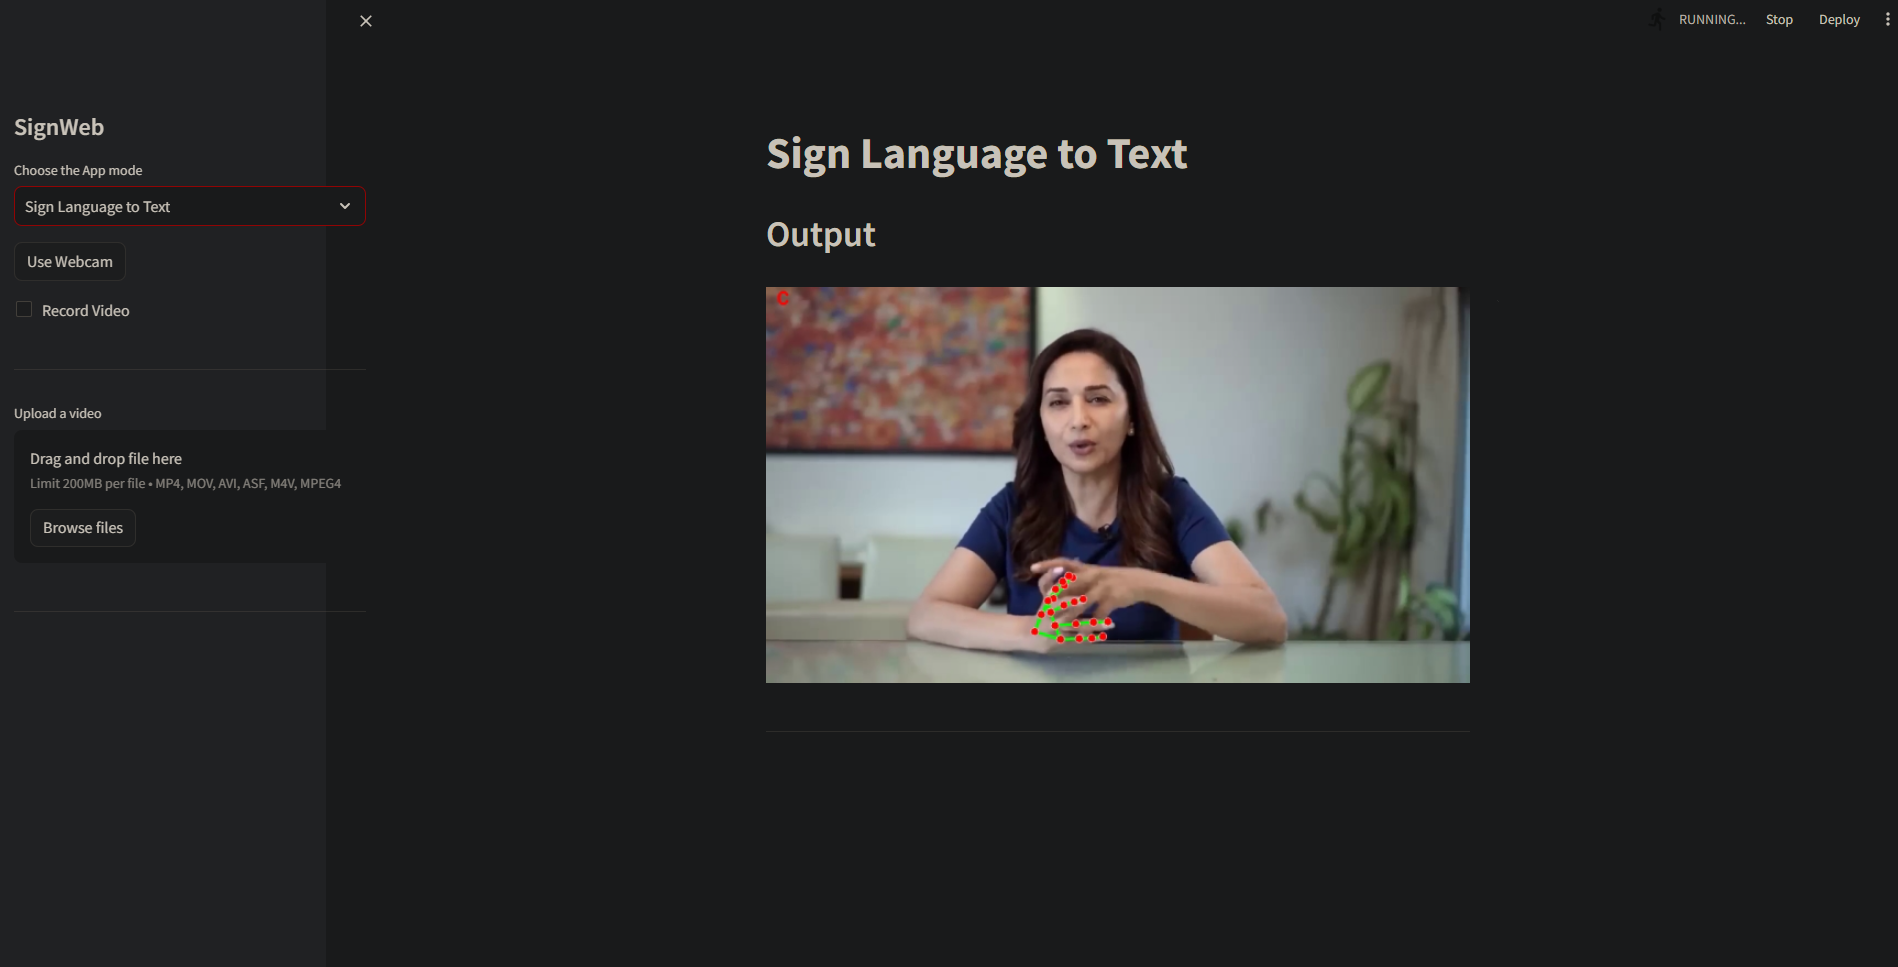 RUNNING...
Stop
Deploy
SignWeb
Choose the App mode
Sign Language to Text
Use Webcam
Record Video
Upload a video
Drag and drop file here
Limit 200MB per file • MP4, MOV, AVI, ASF, M4V, MPEG4
Browse files
Sign Language to Text
Output
C